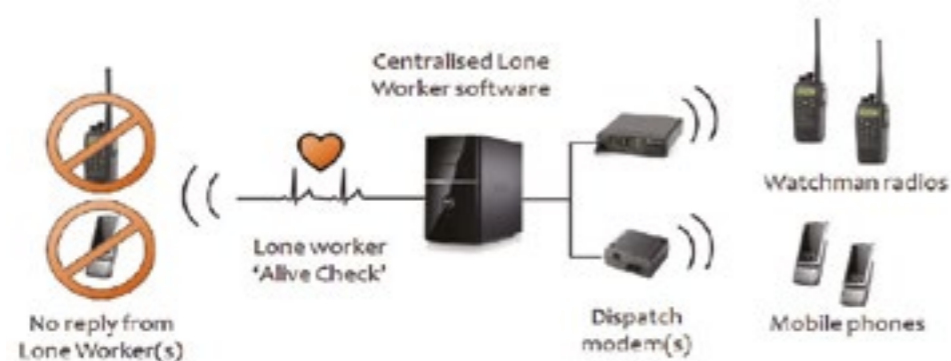 Centralised Lone
Worker software
Watchman radios
Lone worker
'Alive Check'
No reply from
Lone Worker(s)
Dispatch
modem(s)
Mobile phones